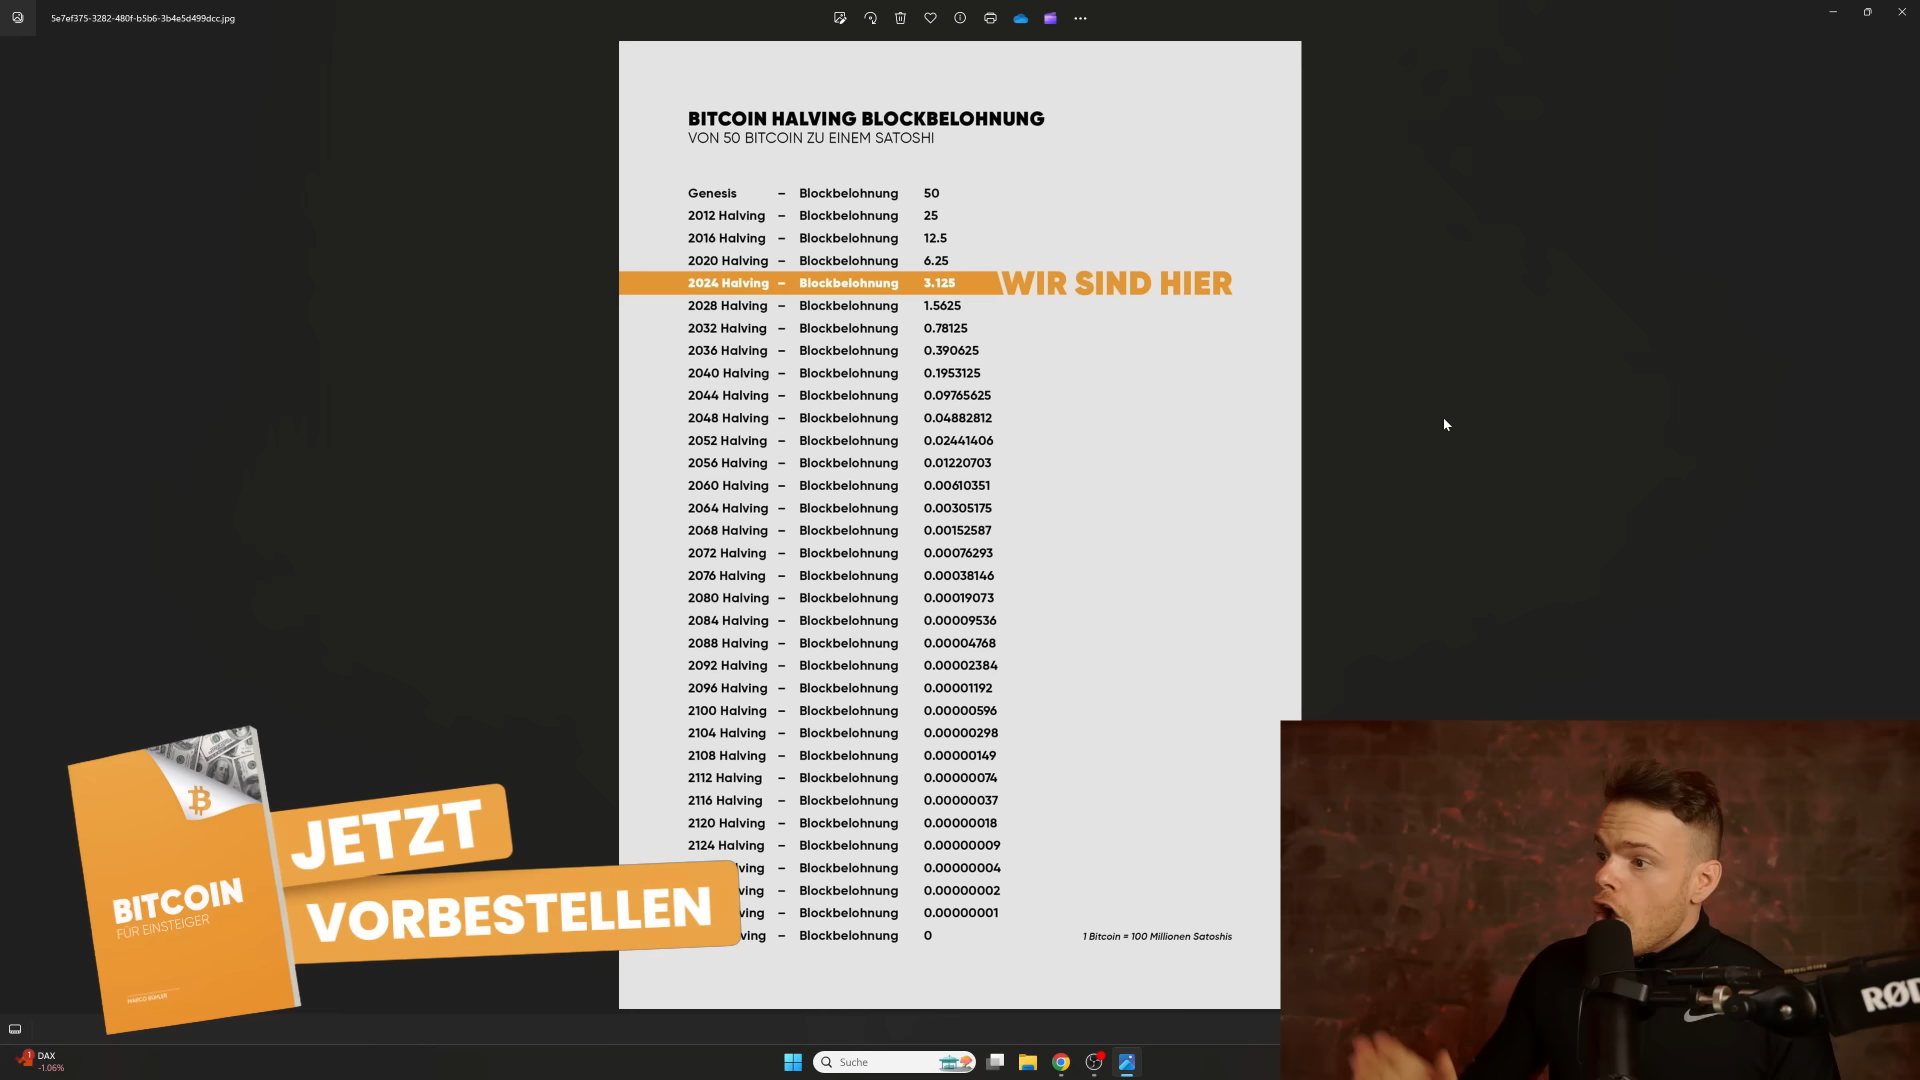 5e7ef375-3282-480f-b5b6-3b4e5d499dcc.jpg
BITCOIN HALVING BLOCKBELOHNUNG
VON 50 BITCOIN ZU EINEM SATOSHI
Genesis – Blockbelohnung 50
2012 Halving – Blockbelohnung 25
2016 Halving – Blockbelohnung 12.5
2020 Halving – Blockbelohnung 6.25
2024 Halving – Blockbelohnung 3.125 WIR SIND HIER
2028 Halving – Blockbelohnung 1.5625
2032 Halving – Blockbelohnung 0.78125
2036 Halving – Blockbelohnung 0.390625
2040 Halving – Blockbelohnung 0.1953125
2044 Halving – Blockbelohnung 0.09765625
2048 Halving – Blockbelohnung 0.04882812
2052 Halving – Blockbelohnung 0.02441406
2056 Halving – Blockbelohnung 0.01220703
2060 Halving – Blockbelohnung 0.00610351
2064 Halving – Blockbelohnung 0.00305175
2068 Halving – Blockbelohnung 0.00152587
2072 Halving – Blockbelohnung 0.00076293
2076 Halving – Blockbelohnung 0.00038146
2080 Halving – Blockbelohnung 0.00019073
2084 Halving – Blockbelohnung 0.00009536
2088 Halving – Blockbelohnung 0.00004768
2092 Halving – Blockbelohnung 0.00002384
2096 Halving – Blockbelohnung 0.00001192
2100 Halving – Blockbelohnung 0.00000596
2104 Halving – Blockbelohnung 0.00000298
2108 Halving – Blockbelohnung 0.00000149
2112 Halving – Blockbelohnung 0.00000074
2116 Halving – Blockbelohnung 0.00000037
2120 Halving – Blockbelohnung 0.00000018
2124 Halving – Blockbelohnung 0.00000009
lving – Blockbelohnung 0.00000004
ving – Blockbelohnung 0.00000002
ving – Blockbelohnung 0.00000001
ving – Blockbelohnung 0
1 Bitcoin = 100 Millionen Satoshis
JETZT
VORBESTELLEN
BITCOIN
FÜR EINSTEIGER
RØD
DAX
-1.06%
1
Suche